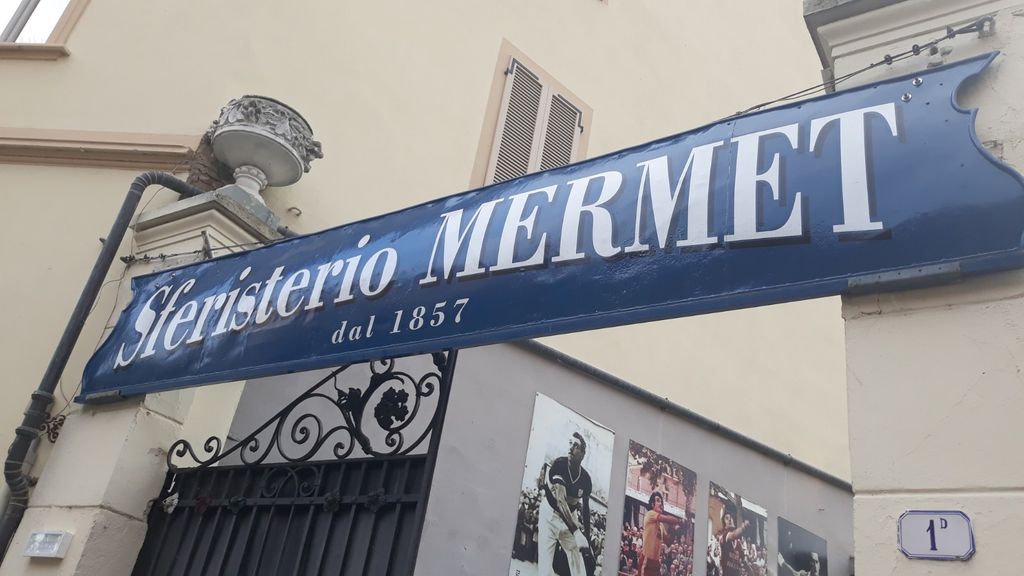 Sferisterio MERMET
dal 1857
1D